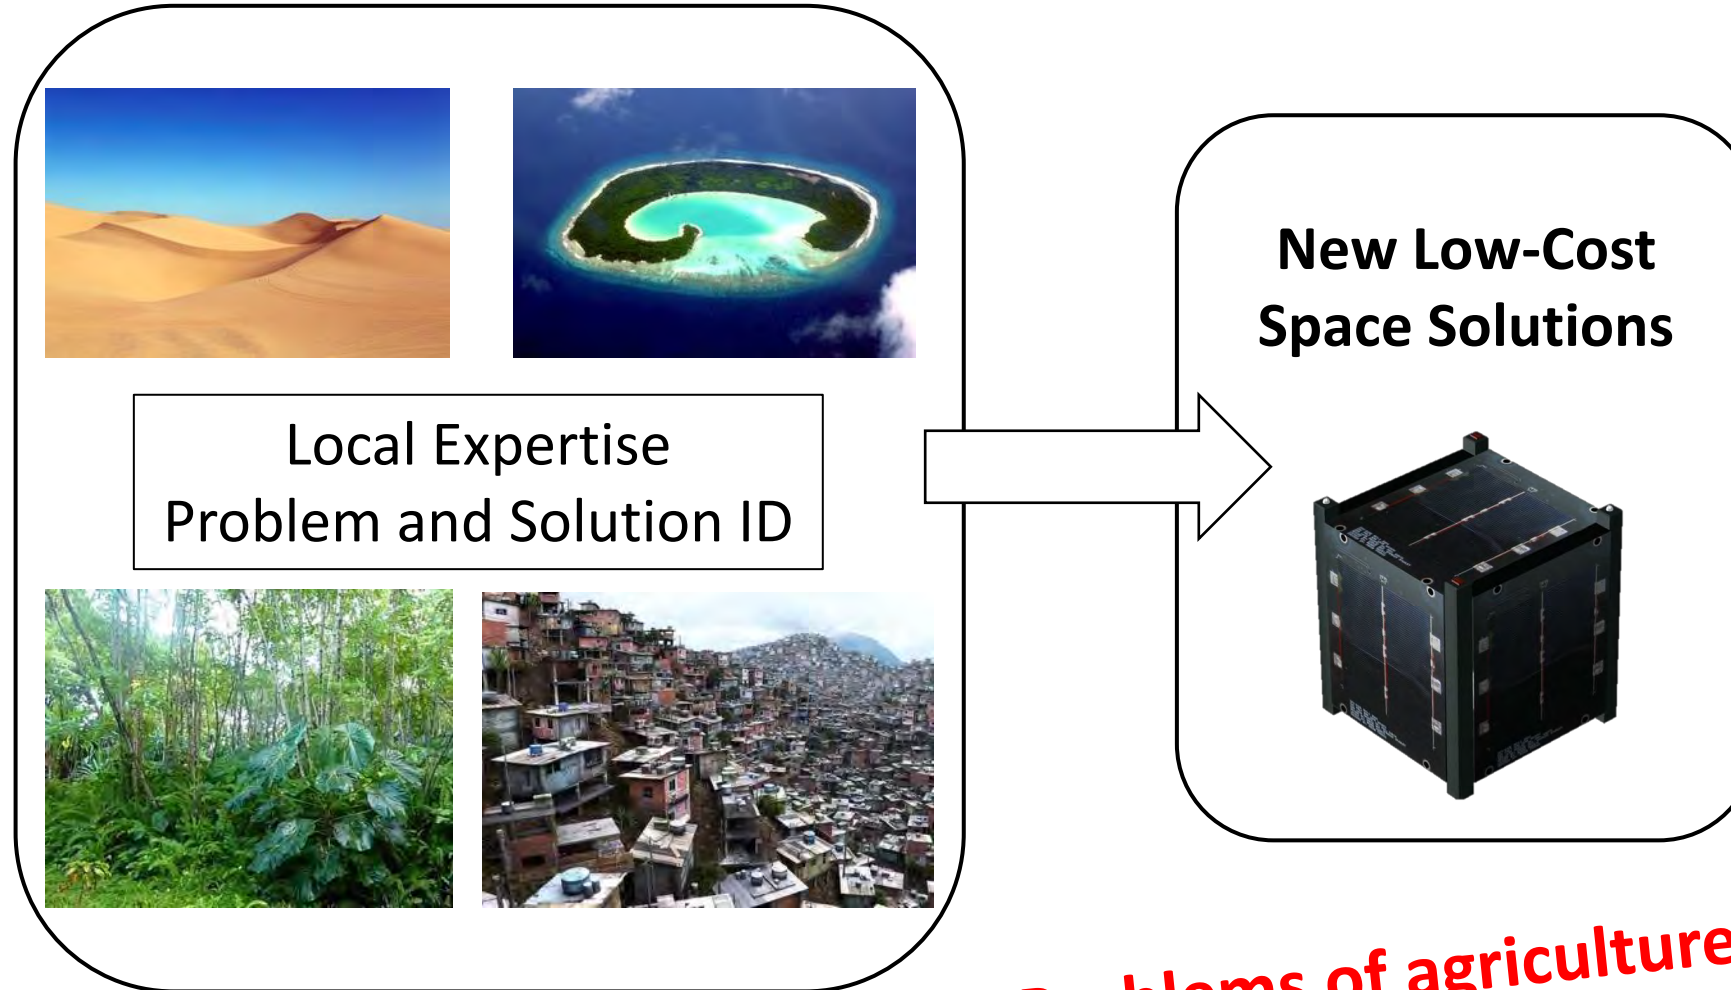 New Low-Cost
Space Solutions
Local Expertise
Problem and Solution ID
of agriculture